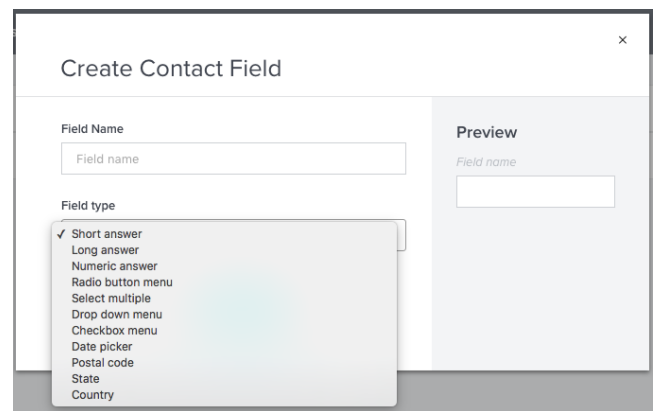 Create Contact Field
×
Field Name
Field name
Field type
✓ Short answer
Long answer
Numeric answer
Radio button menu
Select multiple
Drop down menu
Checkbox menu
Date picker
Postal code
State
Country
Preview
Field name